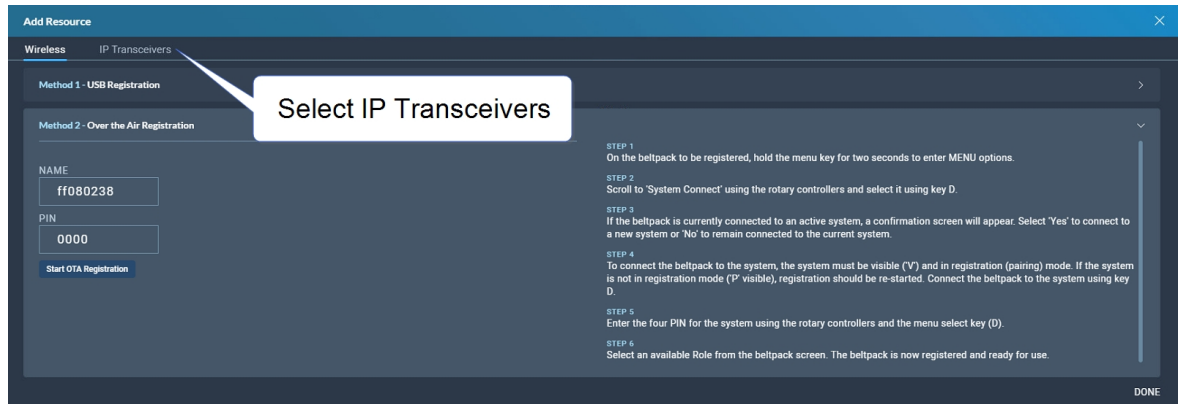 Add Resource
Wireless IP Transceivers
Method 1 - USB Registration
Select IP Transceivers
Method 2 - Over the Air Registration
NAME
ff080238
PIN
0000
Start OTA Registration
STEP 1
On the beltpack to be registered, hold the menu key for two seconds to enter MENU options.
STEP 2
Scroll to 'System Connect' using the rotary controllers and select it using key D.
STEP 3
If the beltpack is currently connected to an active system, a confirmation screen will appear. Select 'Yes' to connect to
a new system or 'No' to remain connected to the current system.
STEP 4
To connect the beltpack to the system, the system must be visible ('V') and in registration (pairing) mode. If the system
is not in registration mode ('P' visible), registration should be re-started. Connect the beltpack to the system using key
D.
STEP 5
Enter the four PIN for the system using the rotary controllers and the menu select key (D).
STEP 6
Select an available Role from the beltpack screen. The beltpack is now registered and ready for use.
DONE